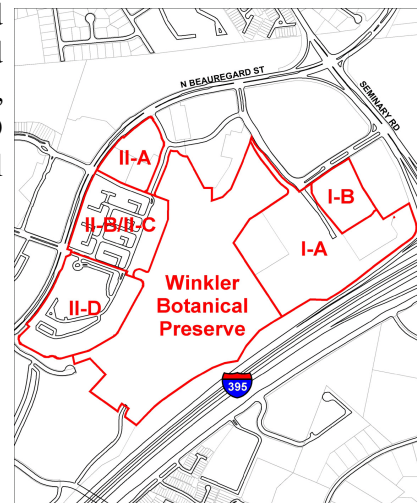 N BEAUREGARD ST
SEMINARY RD
II-A
I-B
II-B/II-C
I-A
II-D
Winkler
Botanical
Preserve
395